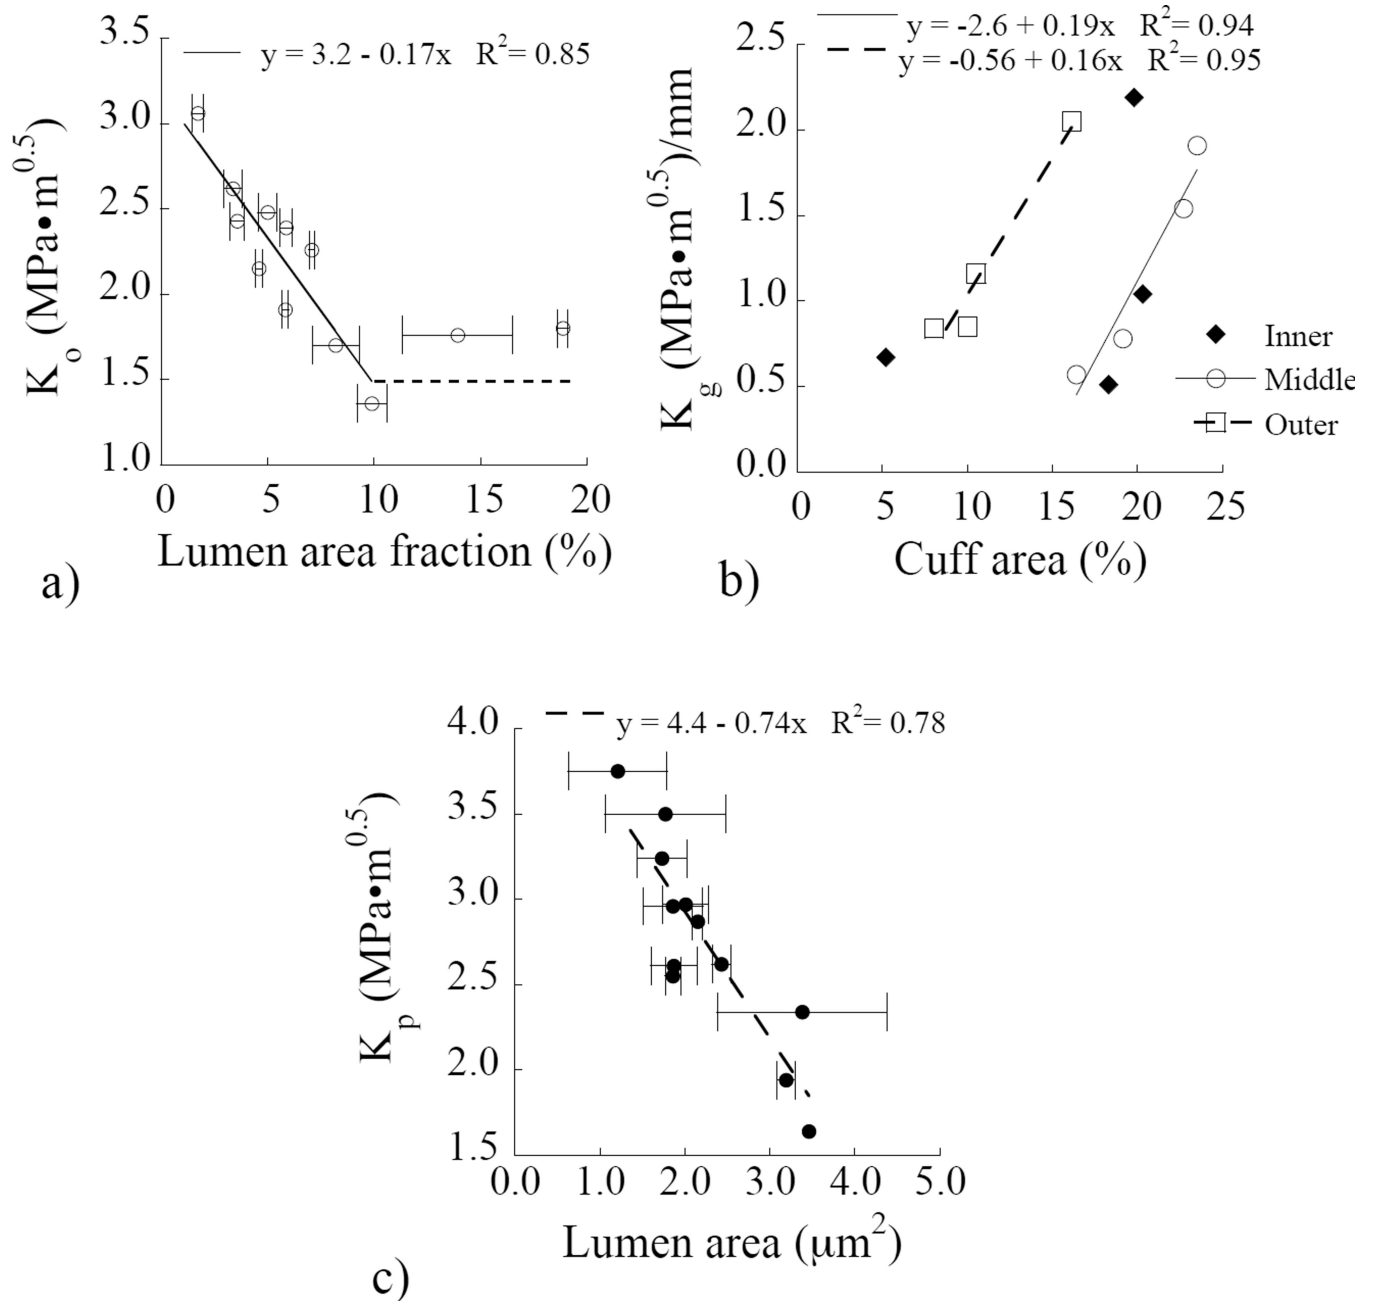 y = 3.2 - 0.17x R²= 0.85
3.5
3.0
2.5
2.0
1.5
1.0
K_o (MPa•m^0.5)
0 5 10 15 20
Lumen area fraction (%)
a)
y = -2.6 + 0.19x R²= 0.94
y = -0.56 + 0.16x R²= 0.95
2.5
2.0
1.5
1.0
0.5
0.0
K_g (MPa•m^0.5)/mm
Inner
Middle
Outer
0 5 10 15 20 25
Cuff area (%)
b)
y = 4.4 - 0.74x R²= 0.78
4.0
3.5
3.0
2.5
2.0
1.5
K_p (MPa•m^0.5)
0.0 1.0 2.0 3.0 4.0 5.0
Lumen area (μm²)
c)